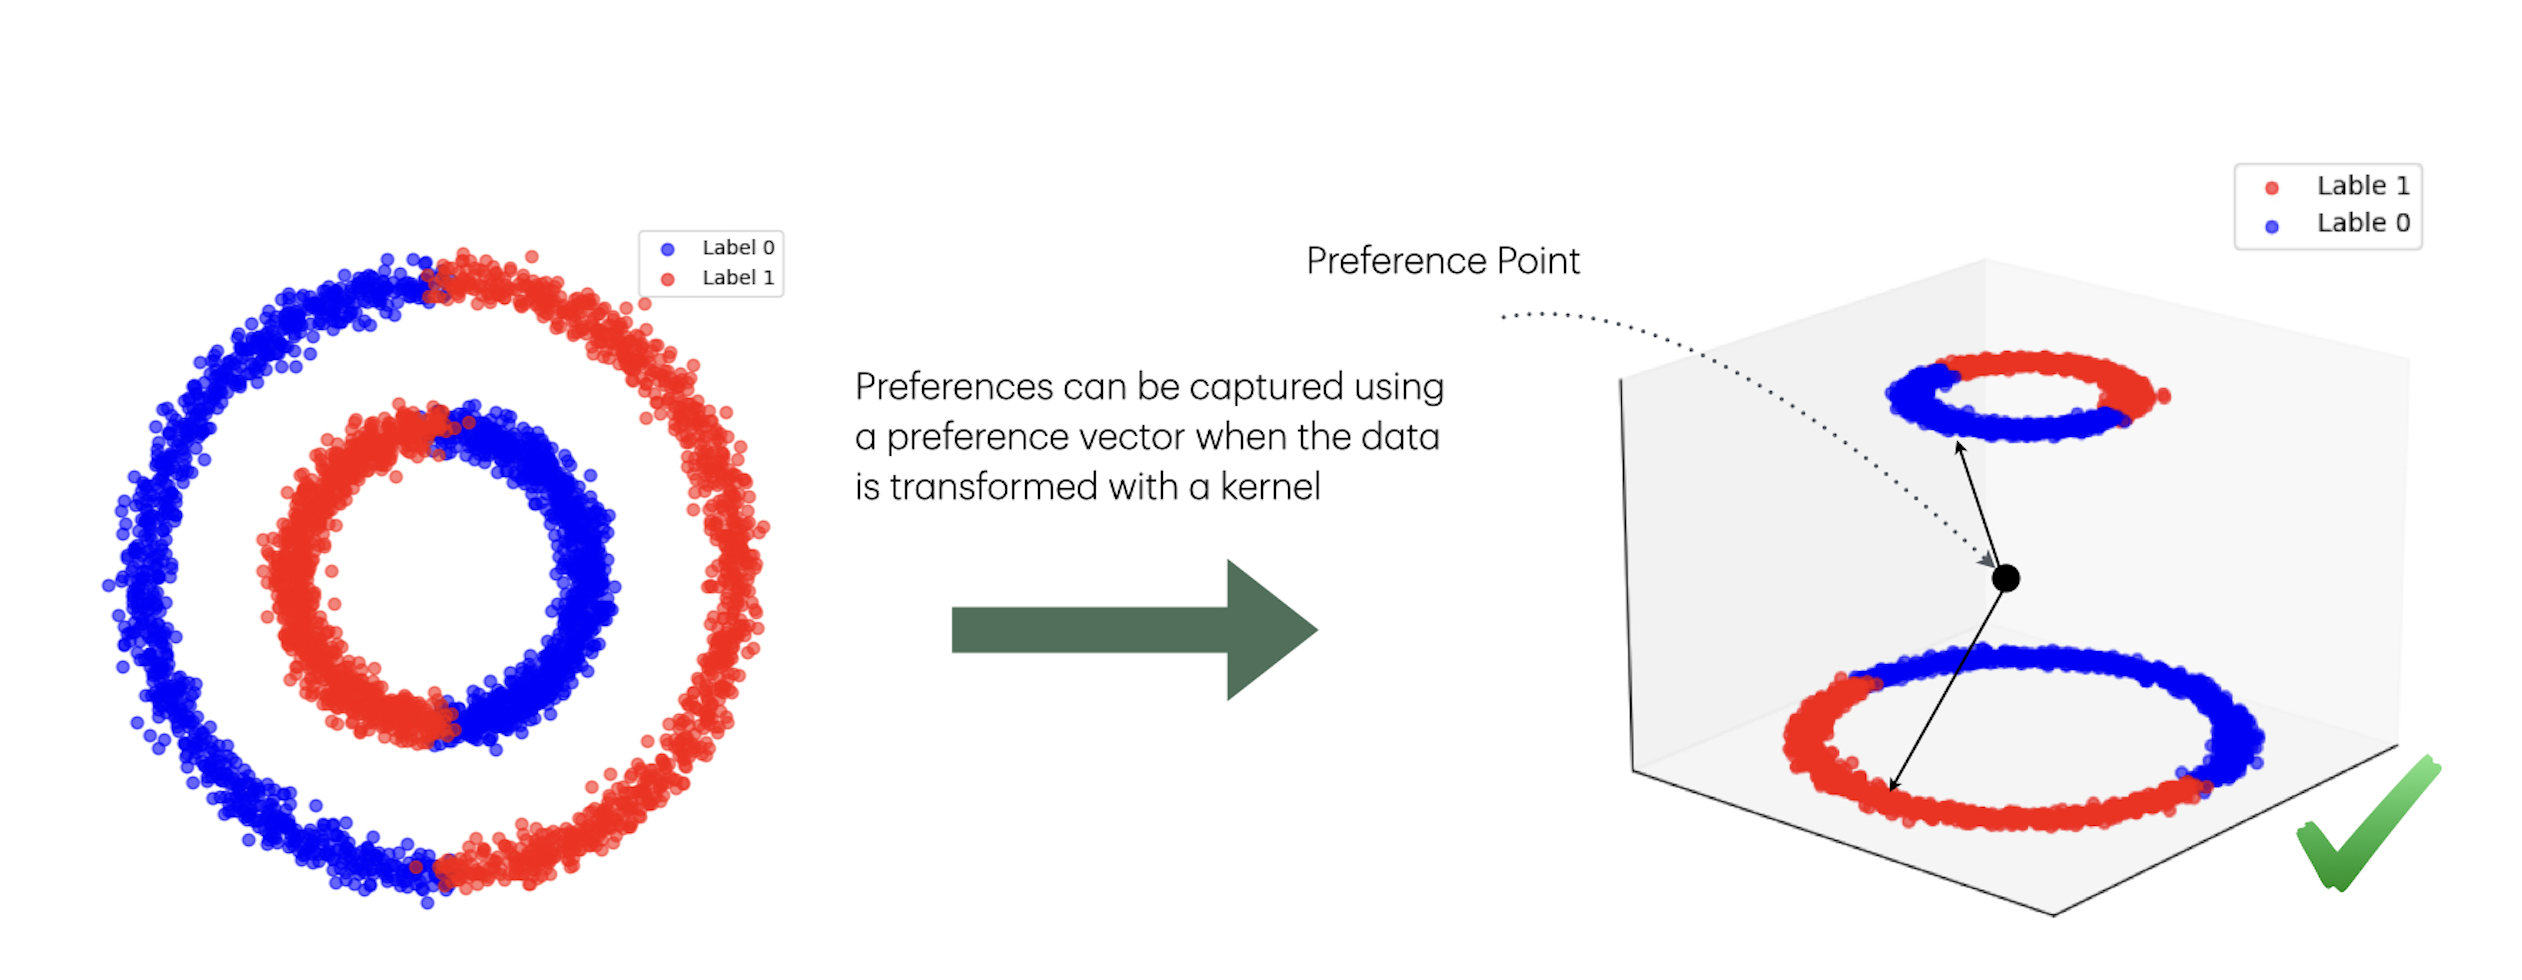 Label 0
Label 1
Preferences can be captured using
a preference vector when the data
is transformed with a kernel
Preference Point
Lable 1
Lable 0